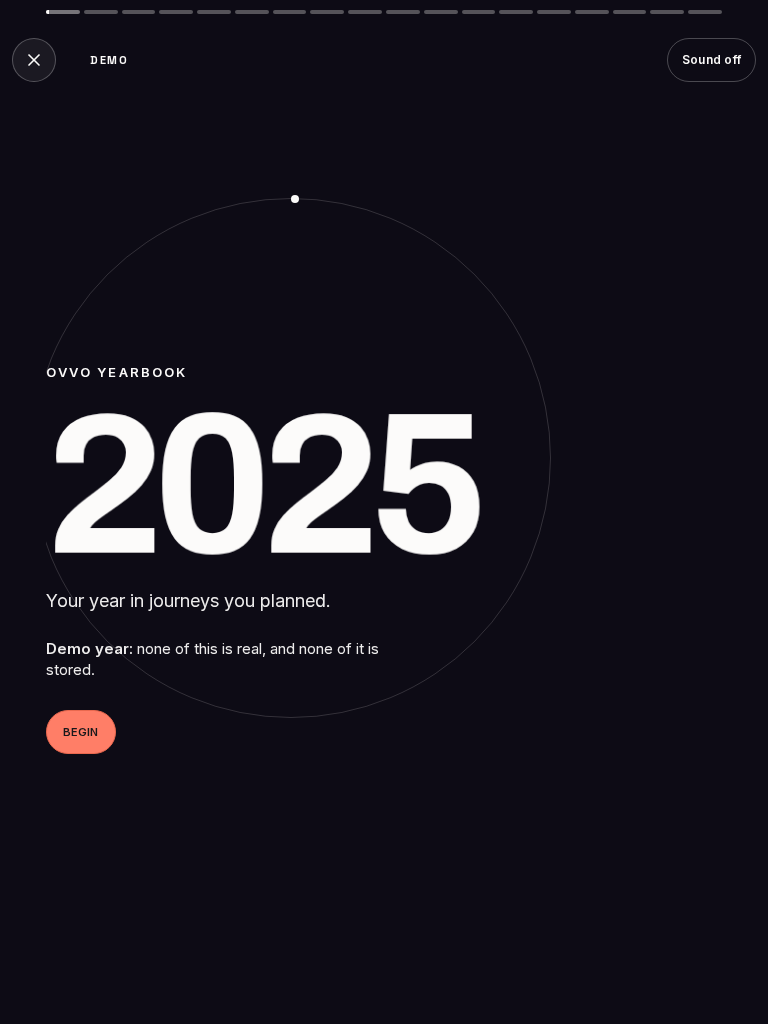 DEMO
Sound off
OVVO YEARBOOK
2025
Your year in journeys you planned.
Demo year: none of this is real, and none of it is
stored.
BEGIN